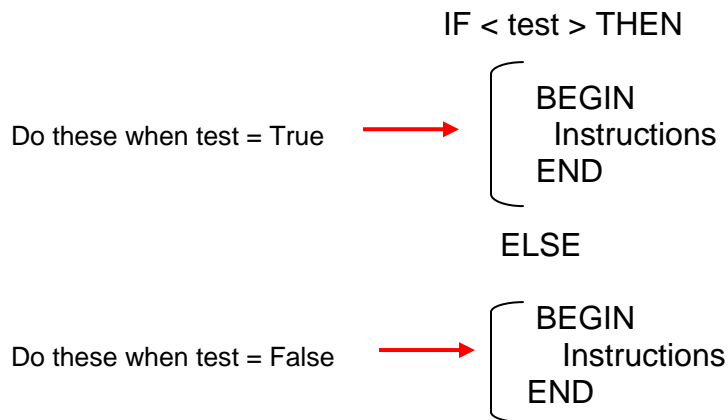 IF < test > THEN
BEGIN
Do these when test = True
Instructions
END
ELSE
BEGIN
Do these when test = False
Instructions
END